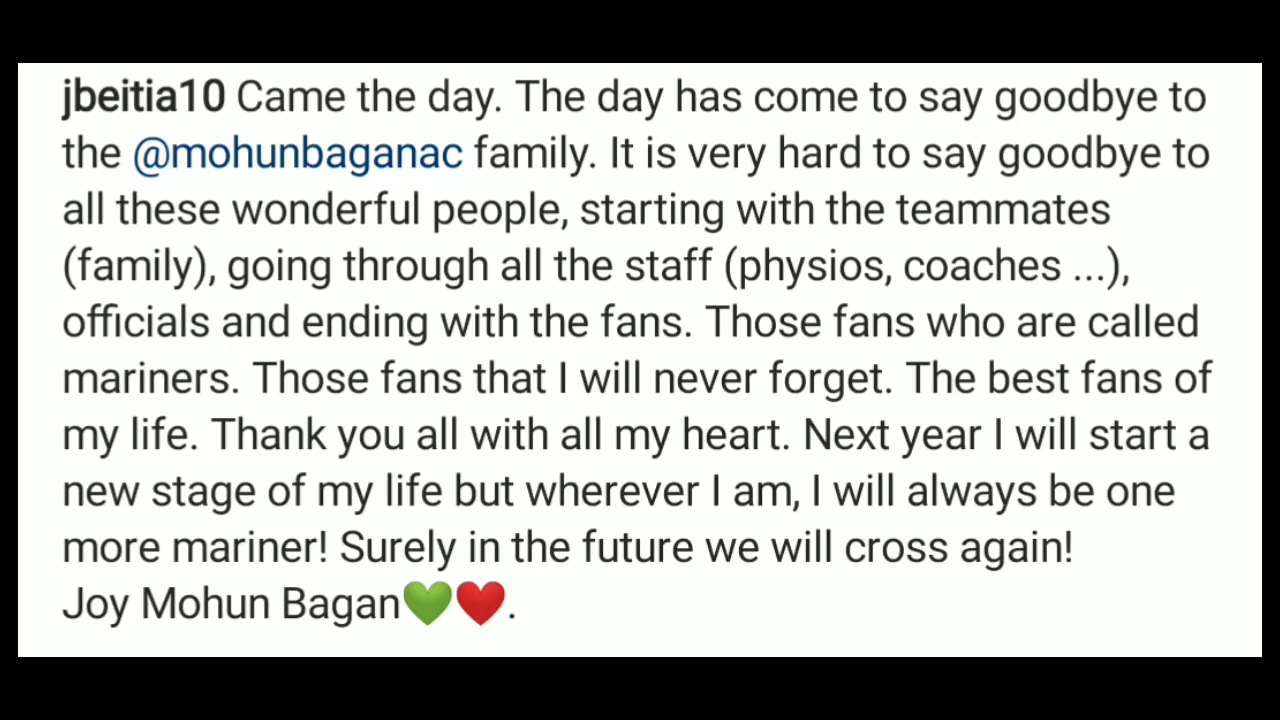 jbeitia10 Came the day. The day has come to say goodbye to
the @mohunbaganac family. It is very hard to say goodbye to
all these wonderful people, starting with the teammates
(family), going through all the staff (physios, coaches ...),
officials and ending with the fans. Those fans who are called
mariners. Those fans that I will never forget. The best fans of
my life. Thank you all with all my heart. Next year I will start a
new stage of my life but wherever I am, I will always be one
more mariner! Surely in the future we will cross again!
Joy Mohun Bagan💚❤️.